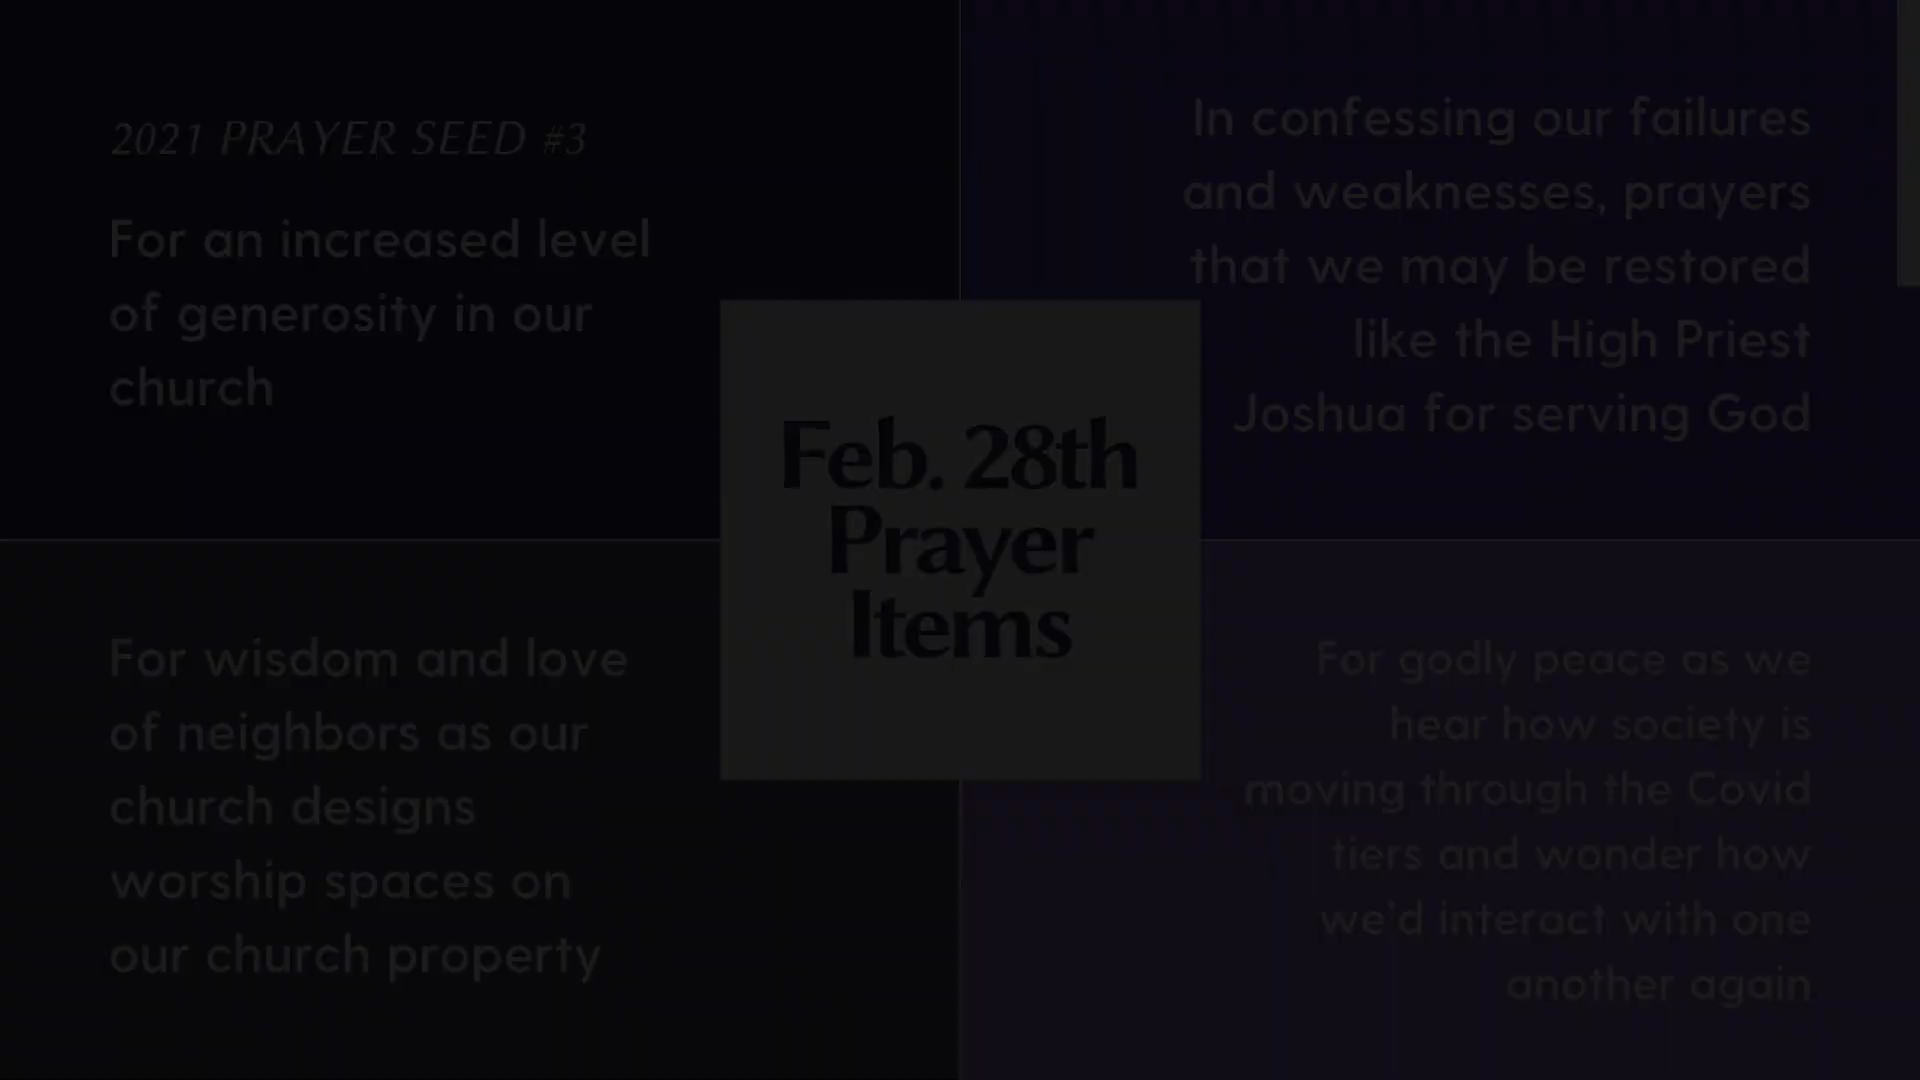 2021 PRAYER SEED #3
For an increased level
of generosity in our
church
In confessing our failures
and weaknesses, prayers
that we may be restored
like the High Priest
Joshua for serving God
Feb. 28th
Prayer
Items
For wisdom and love
of neighbors as our
church designs
worship spaces on
our church property
For godly peace as we
hear how society is
moving through the Covid
tiers and wonder how
we'd interact with one
another again